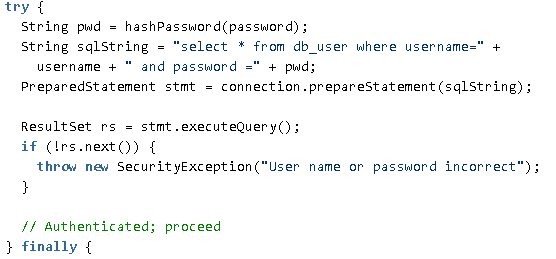 try {
  String pwd = hashPassword(password);
  String sqlString = "select * from db_user where username=" +
    username + " and password =" + pwd;
  PreparedStatement stmt = connection.prepareStatement(sqlString);

  ResultSet rs = stmt.executeQuery();
  if (!rs.next()) {
    throw new SecurityException("User name or password incorrect");
  }

  // Authenticated; proceed
} finally {